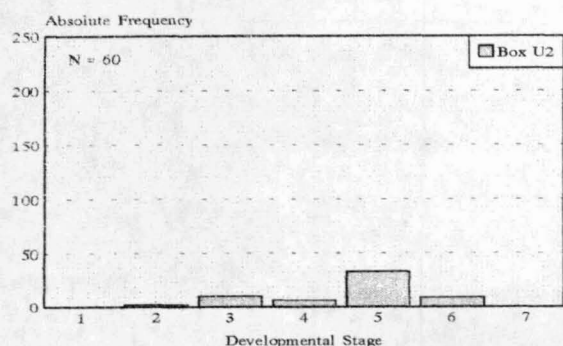 Absolute Frequency
250
N = 60
Box U2
200
150
100
50
0
1 2 3 4 5 6 7
Developmental Stage